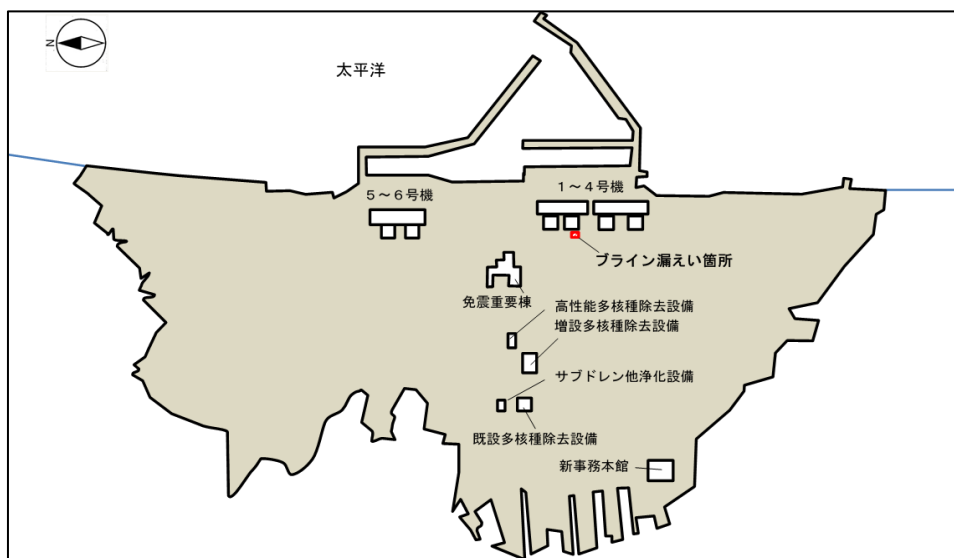 N
太平洋
5～6号機
1～4号機
ブライン漏えい箇所
免震重要棟
高性能多核種除去設備
増設多核種除去設備
サブドレン他浄化設備
既設多核種除去設備
新事務本館